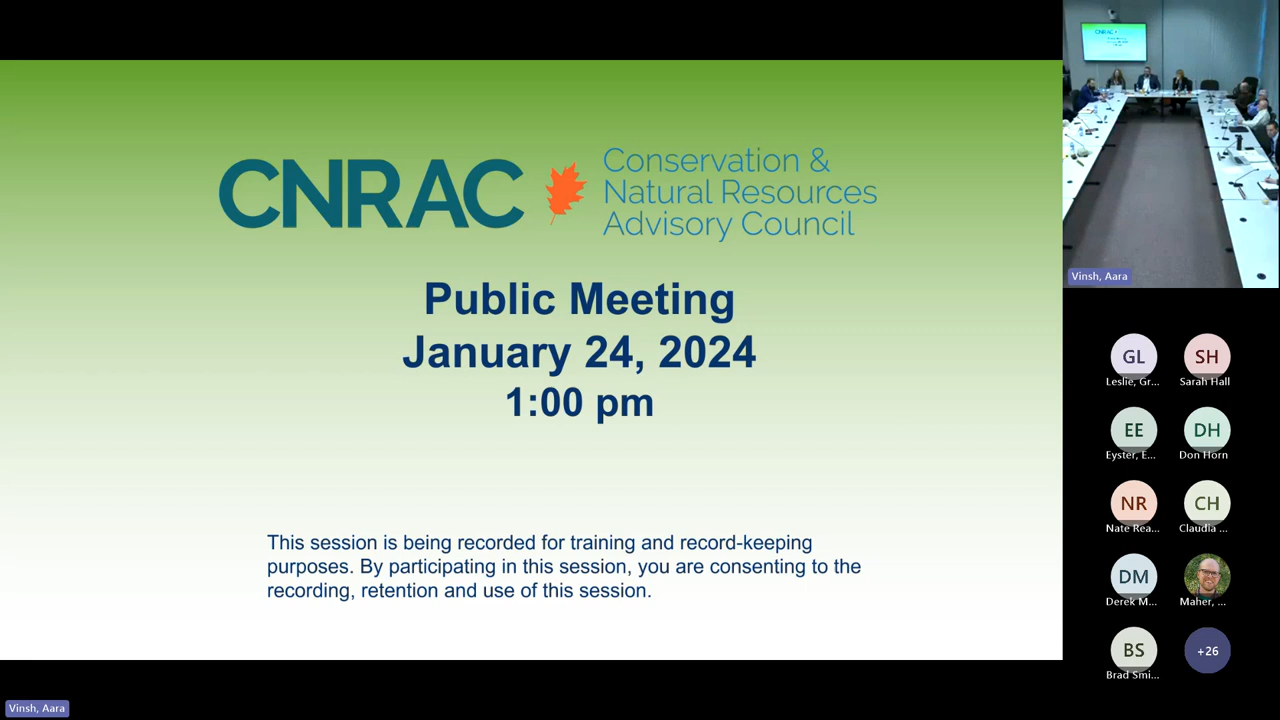 CNRAC
Conservation &
Natural Resources
Advisory Council
Public Meeting
January 24, 2024
1:00 pm
This session is being recorded for training and record-keeping
purposes. By participating in this session, you are consenting to the
recording, retention and use of this session.
Vinsh, Aara
CNRAC
Vinsh, Aara
GL
SH
Leslie, Gr...
Sarah Hall
EE
DH
Eyster, E...
Don Horn
NR
CH
Nate Rea...
Claudia ...
DM
Derek M...
Maher, ...
BS
+26
Brad Smi...